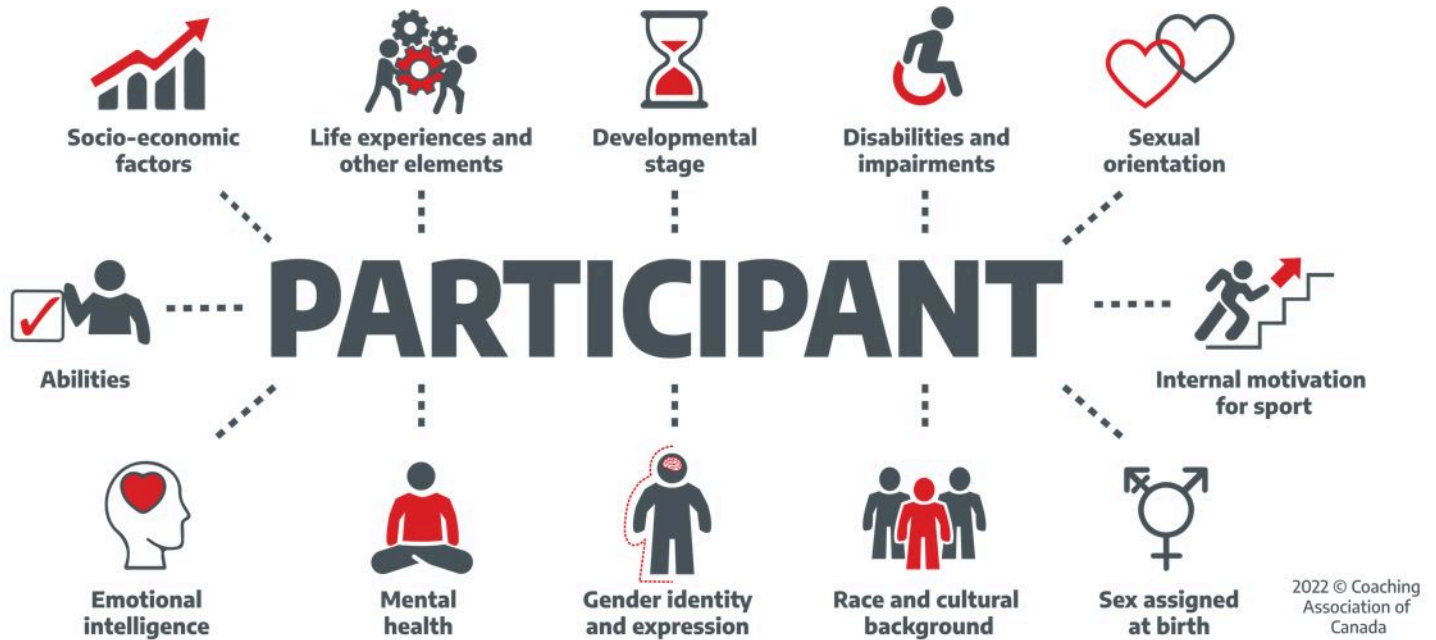 Socio-economic
factors
Life experiences and
other elements
Developmental
stage
Disabilities and
impairments
Sexual
orientation
Abilities
PARTICIPANT
Internal motivation
for sport
Emotional
intelligence
Mental
health
Gender identity
and expression
Race and cultural
background
Sex assigned
at birth
2022 © Coaching
Association of
Canada